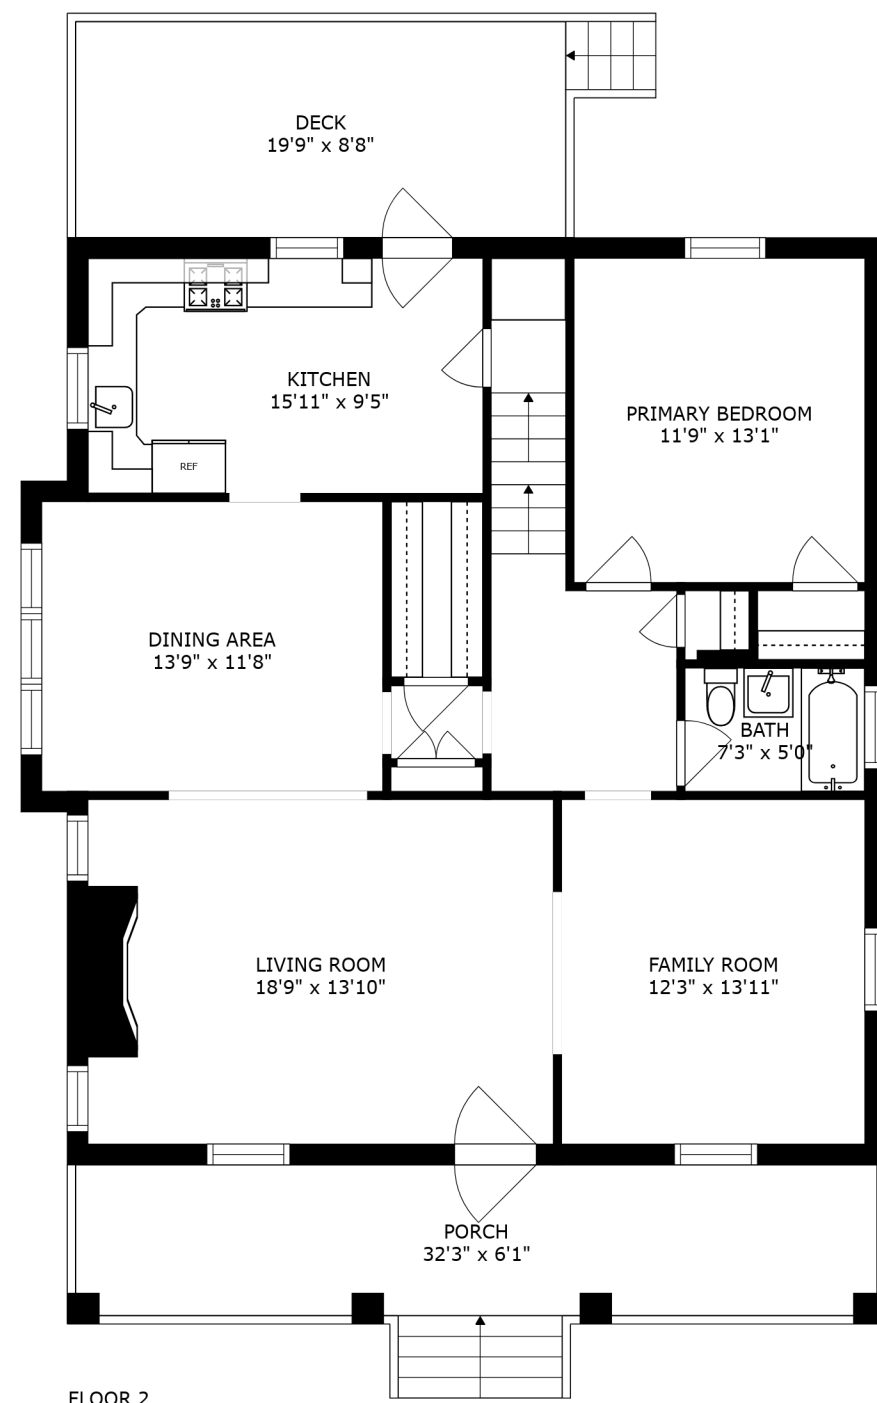 DECK
19'9" x 8'8"
KITCHEN
15'11" x 9'5"
REF
PRIMARY BEDROOM
11'9" x 13'1"
DINING AREA
13'9" x 11'8"
BATH
7'3" x 5'0"
LIVING ROOM
18'9" x 13'10"
FAMILY ROOM
12'3" x 13'11"
PORCH
32'3" x 6'1"
FLOOR 2